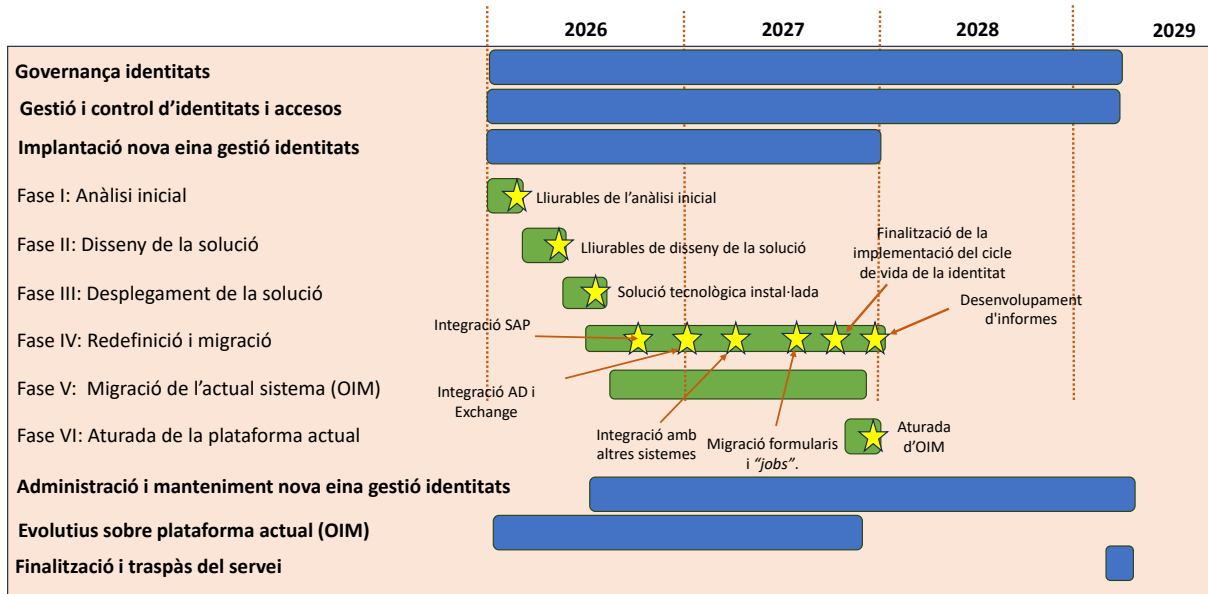 2026
2027
2028
2029
Governança identitats
Gestió i control d’identitats i accesos
Implantació nova eina gestió identitats
Fase I: Anàlisi inicial
Lliurables de l’anàlisi inicial
Fase II: Disseny de la solució
Lliurables de disseny de la solució
Finalització de la
implementació del cicle
de vida de la identitat
Fase III: Desplegament de la solució
Solució tecnològica instal·lada
Desenvolupament
d'informes
Integració SAP
Fase IV: Redefinició i migració
Fase V:  Migració de l’actual sistema (OIM)
Integració AD i
Exchange
Fase VI: Aturada de la plataforma actual
Integració amb
altres sistemes
Migració formularis
i “jobs”.
Aturada
d’OIM
Administració i manteniment nova eina gestió identitats
Evolutius sobre plataforma actual (OIM)
Finalització i traspàs del servei